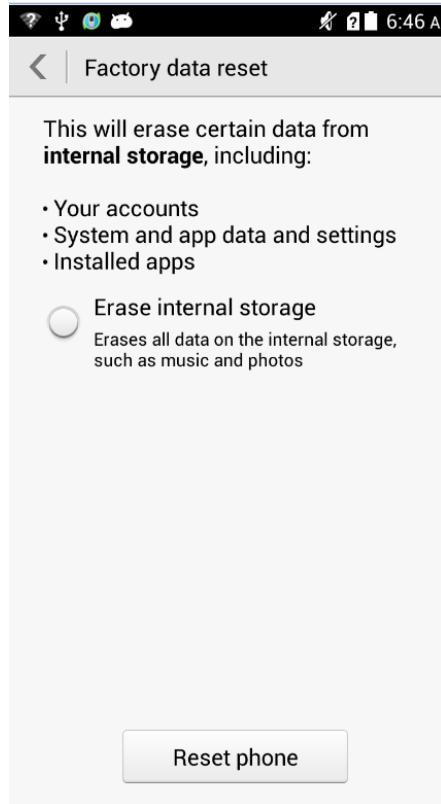 6:46 A
Factory data reset
This will erase certain data from
internal storage, including:
• Your accounts
• System and app data and settings
• Installed apps
Erase internal storage
Erases all data on the internal storage,
such as music and photos
Reset phone